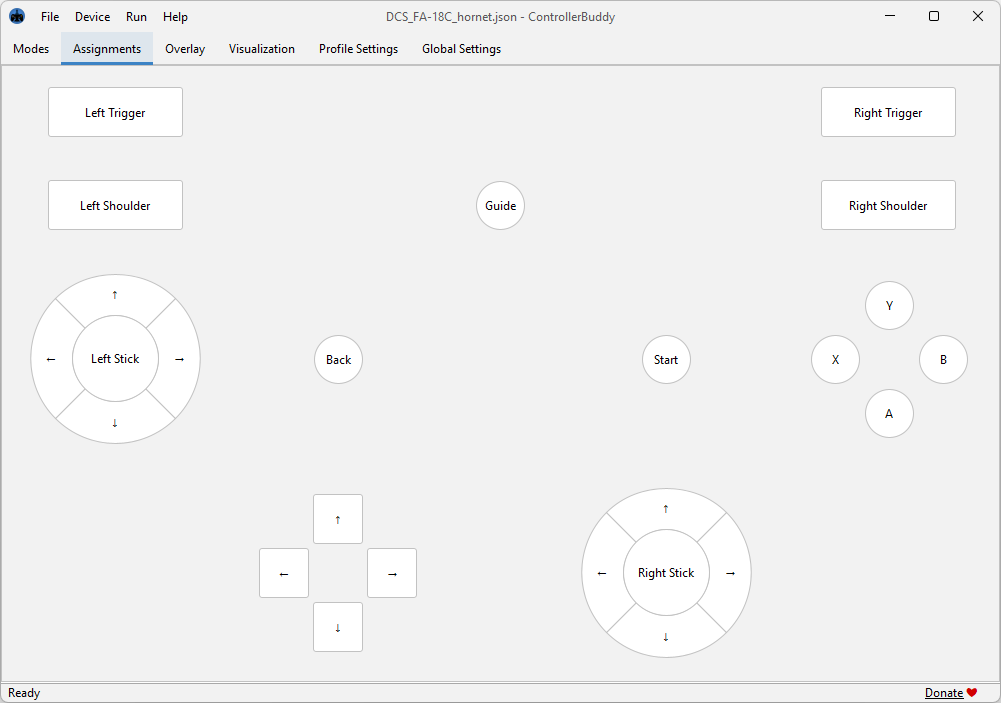 File Device Run Help DCS_FA-18C_hornet.json - ControllerBuddy
Modes Assignments Overlay Visualization Profile Settings Global Settings
Left Trigger Right Trigger
Left Shoulder Guide Right Shoulder
↑
← Left Stick →
↓
Back
Start
Y
X B
A
↑
← →
↓
↑
← Right Stick →
↓
Ready Donate